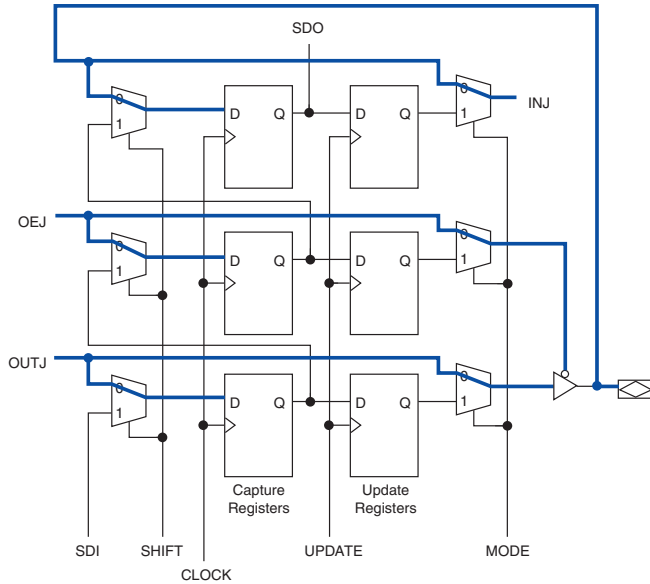 SDO
0
1
D Q
D Q
0
1
INJ
OEJ
0
1
D Q
D Q
0
1
OUTJ
0
1
D Q
D Q
0
1
Capture
Registers
Update
Registers
SDI
SHIFT
CLOCK
UPDATE
MODE